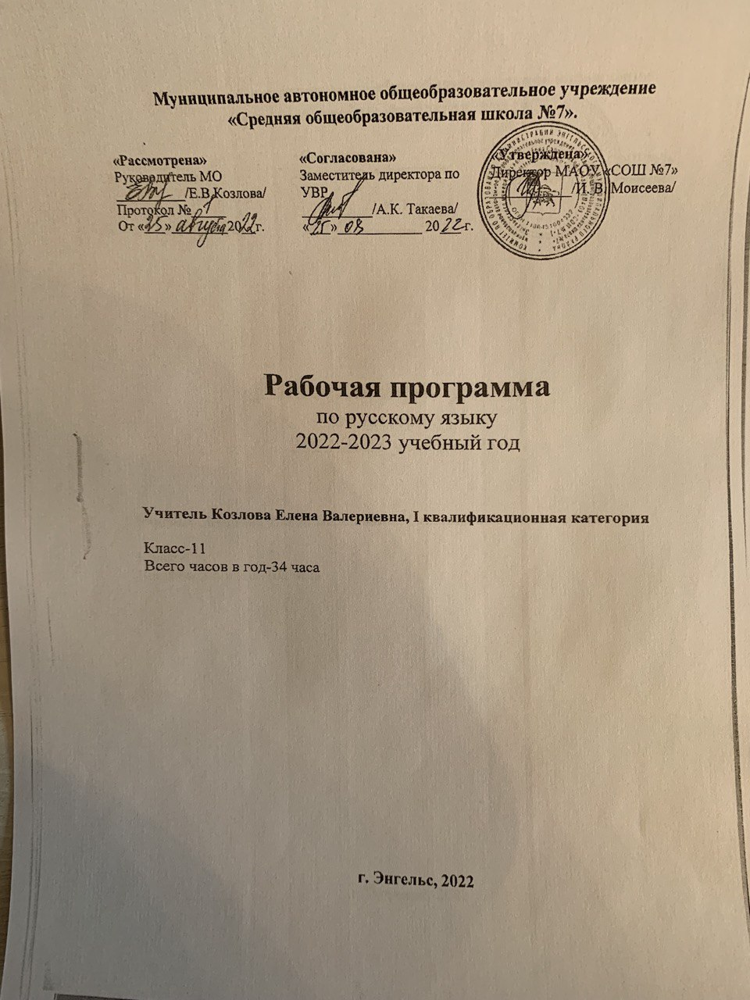 Муниципальное автономное общеобразовательное учреждение
«Средняя общеобразовательная школа №7».
«Рассмотрена»
Руководитель МО
/Е.В.Козлова/
Протокол № 1
От «25» августа 2022г.
«Согласована»
Заместитель директора по
УВР
/А.К. Такаева/
«25» 08 2022г.
«Утверждена»
Директор МАОУ «СОШ №7»
/И. В. Моисеева/
Рабочая программа
по русскому языку
2022-2023 учебный год
Учитель Козлова Елена Валериевна, I квалификационная категория
Класс-11
Всего часов в год-34 часа
г. Энгельс, 2022